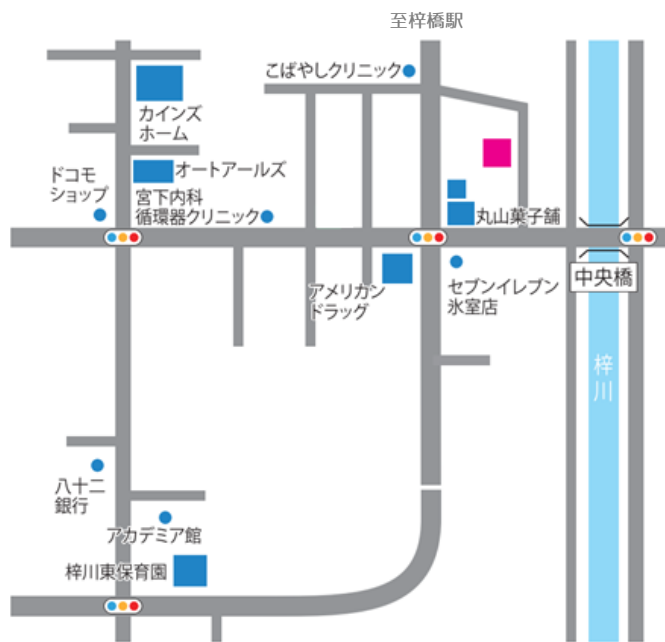 至梓橋駅
こばやしクリニック
カインズ
ホーム
オートアールズ
ドコモ
ショップ
宮下内科
循環器クリニック
丸山菓子舗
アメリカン
ドラッグ
セブンイレブン
氷室店
中央橋
梓川
八十二
銀行
アカデミア館
梓川東保育園